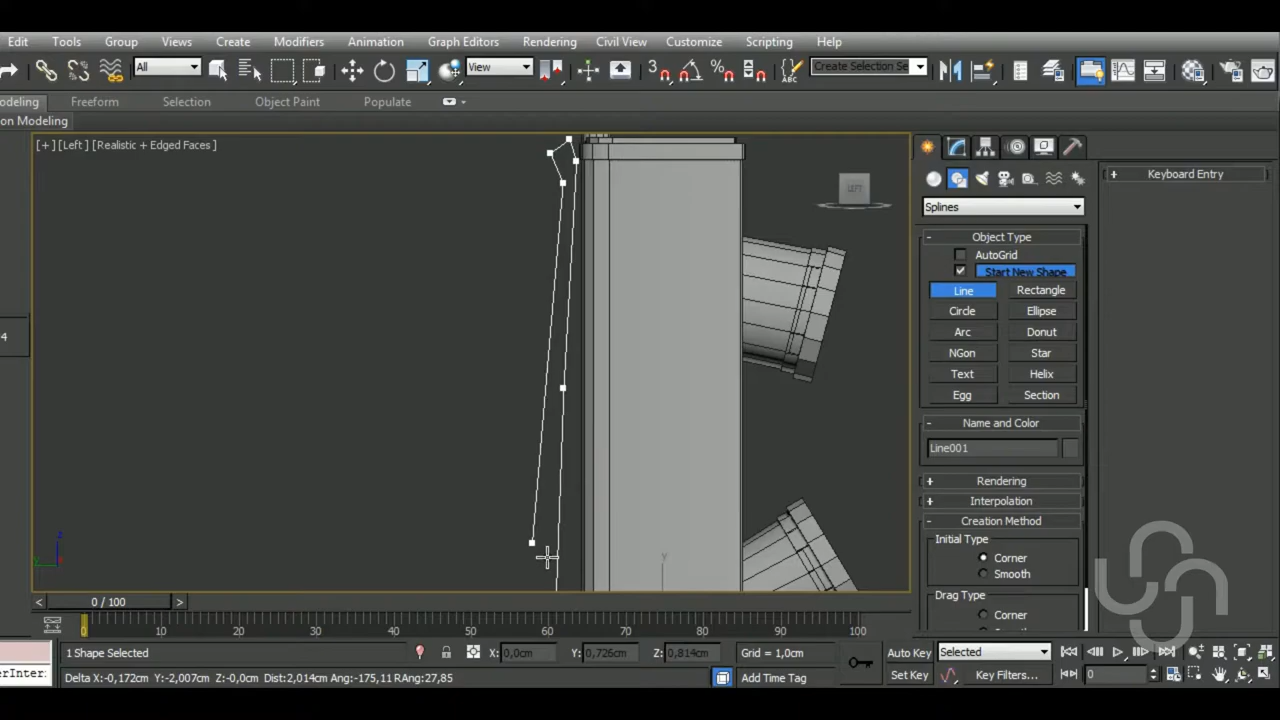 Edit Tools Group Views Create Modifiers Animation Graph Editors Rendering Civil View Customize Scripting Help
All View 3 Create Selection Se
odeling Freeform Selection Object Paint Populate
on Modeling
[+] [Left] [Realistic + Edged Faces ]
LEFT
+ Keyboard Entry
Splines
- Object Type
AutoGrid
Start New Shape
Line Rectangle
Circle Ellipse
Arc Donut
NGon Star
Text Helix
Egg Section
- Name and Color
Line001
+ Rendering
+ Interpolation
- Creation Method
Initial Type
Corner
Smooth
Drag Type
Corner
4
z
y
Y
< 0 / 100 >
0 10 20 30 40 50 60 70 80 90 100
1 Shape Selected X: 0,0cm Y: 0,726cm Z: 0,814cm Grid = 1,0cm Auto Key Selected
erInter: Delta X:-0,172cm Y:-2,007cm Z:-0,0cm Dist:2,014cm Ang:-175,11 RAng:27,85 Add Time Tag Set Key Key Filters... 0